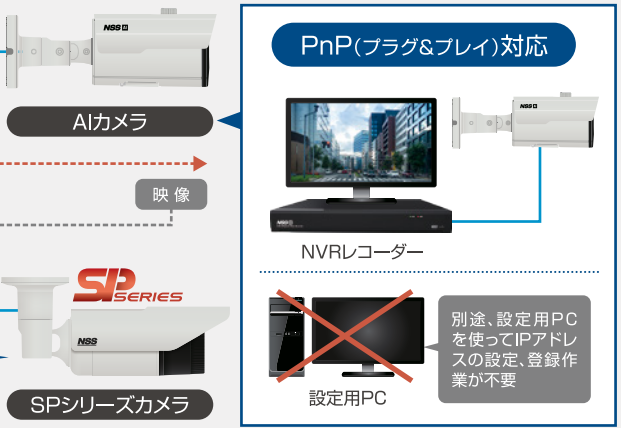 NSS
AIカメラ
映像
SP
SERIES
NSS
SPシリーズカメラ
PnP(プラグ&プレイ)対応
NSS
NSS
NVRレコーダー
設定用PC
別途、設定用PC
を使ってIPアドレ
スの設定、登録作
業が不要